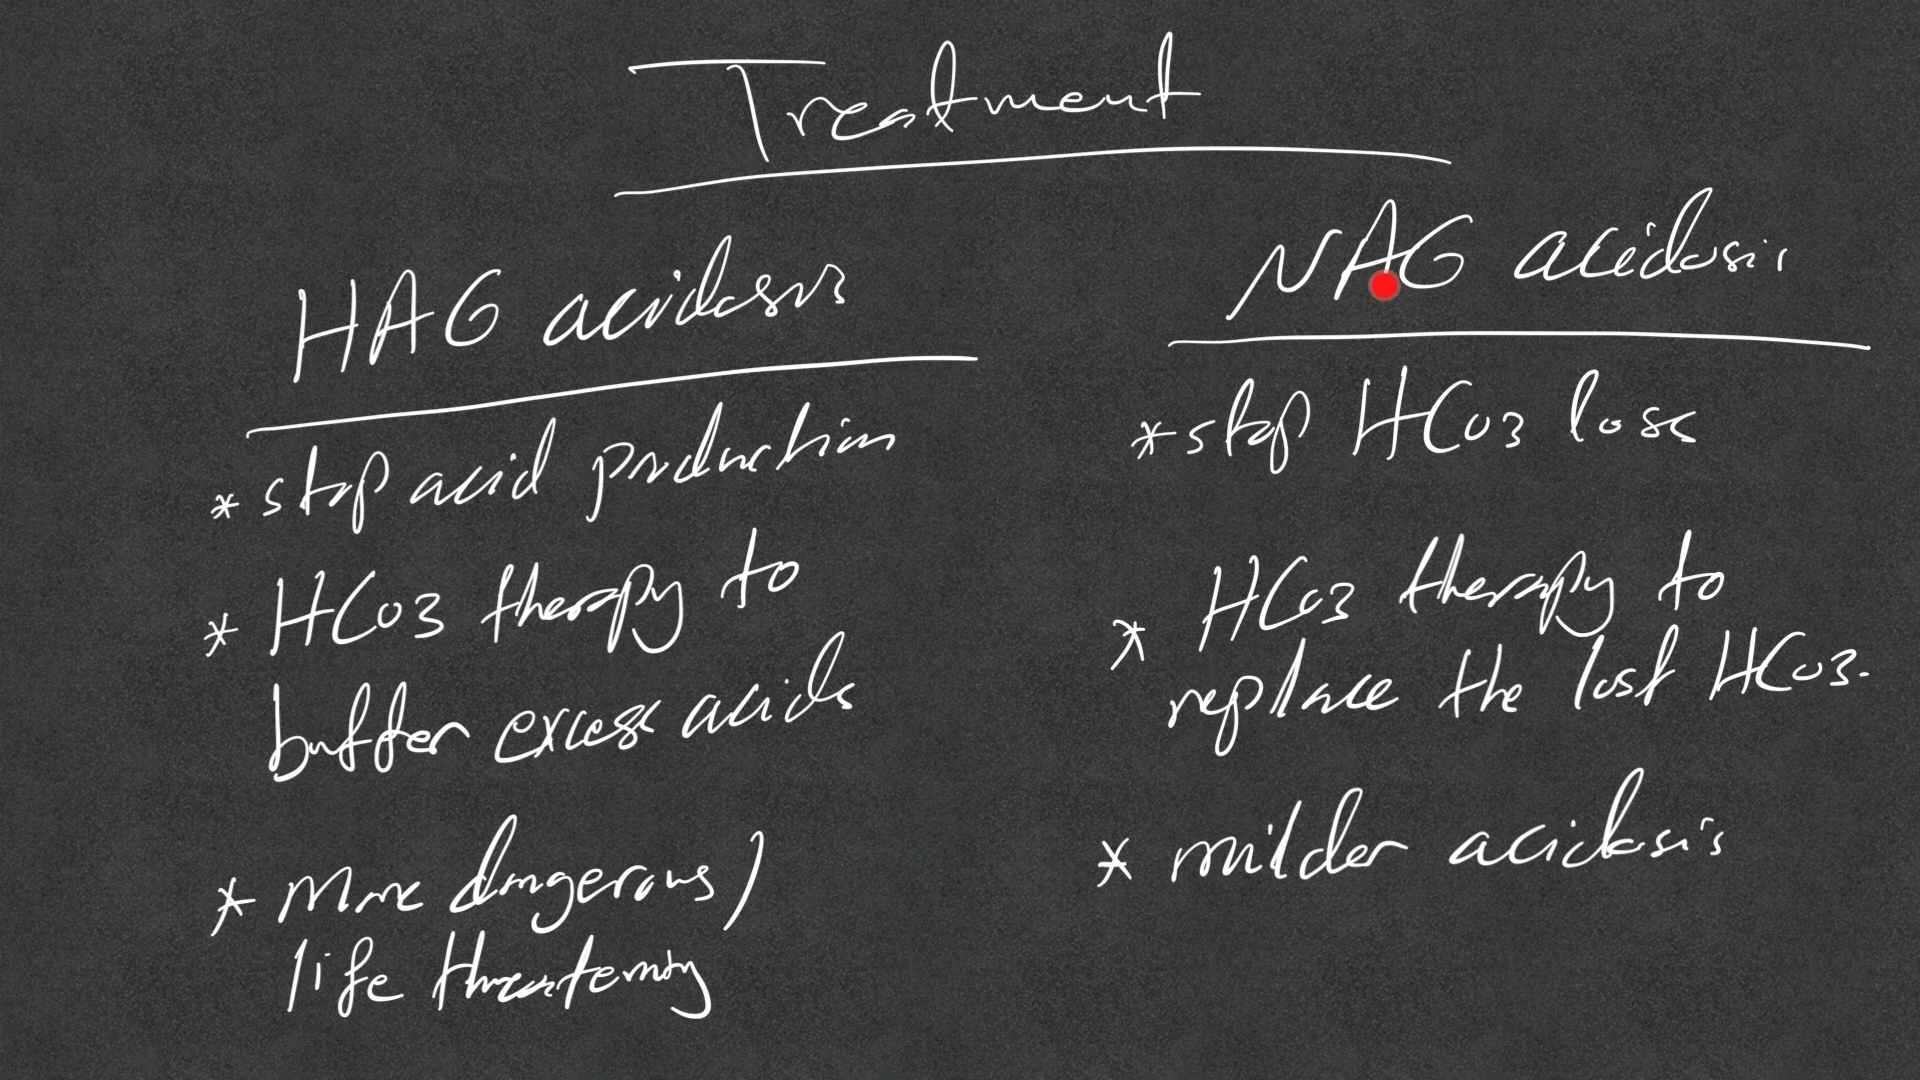 Treatment
HAG acidosis
* stop acid production
* HCO3 therapy to
buffer excess acids
* More dangerous/
life threatening
NAG acidosis
* stop HCO3 loss
* HCO3 therapy to
replace the lost HCO3.
* milder acidosis